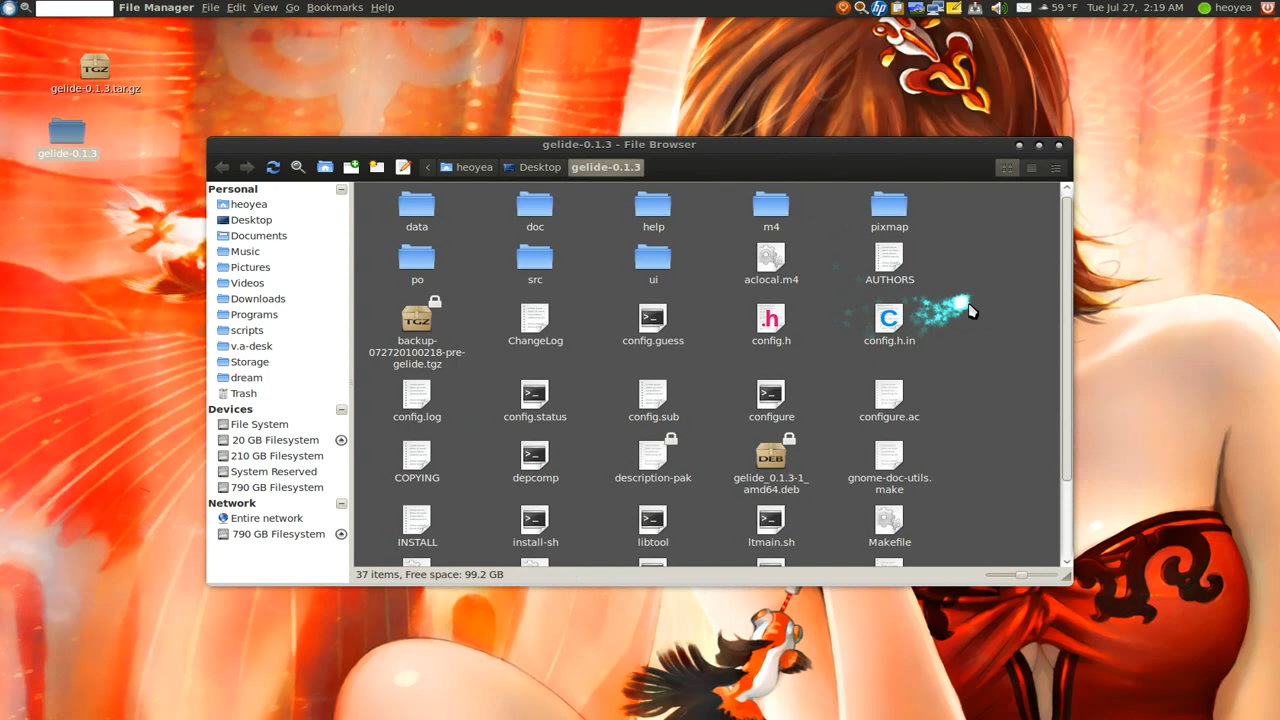 File Manager File Edit View Go Bookmarks Help
hp
59 °F Tue Jul 27, 2:19 AM heoyea
TGZ
gelide-0.1.3.tar.gz
gelide-0.1.3
gelide-0.1.3 - File Browser
heoyea Desktop gelide-0.1.3
Personal
heoyea
Desktop
Documents
Music
Pictures
Videos
Downloads
Programs
scripts
v.a-desk
Storage
dream
Trash
Devices
File System
20 GB Filesystem
210 GB Filesystem
System Reserved
790 GB Filesystem
Network
Entire network
790 GB Filesystem
data doc help m4 pixmap
po src ui aclocal.m4 AUTHORS
TGZ >_ .h C
backup-
072720100218-pre-
gelide.tgz
ChangeLog config.guess config.h config.h.in
>_ >_
config.log config.status config.sub configure configure.ac
>_ DEB
COPYING depcomp description-pak
gelide_0.1.3-1_
amd64.deb
gnome-doc-utils.
make
>_ >_ >_
INSTALL install-sh libtool ltmain.sh Makefile
37 items, Free space: 99.2 GB